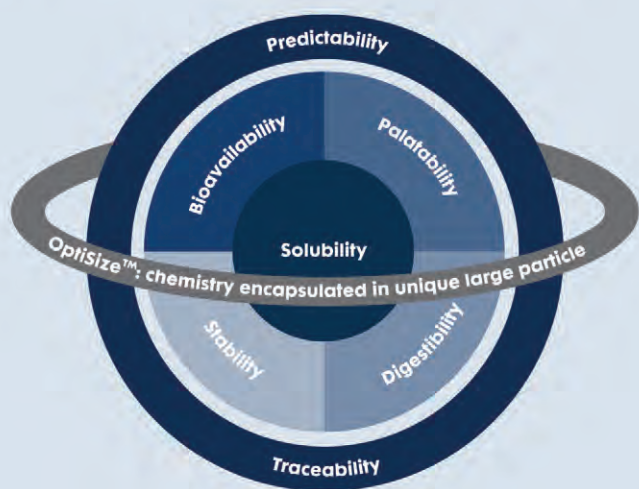 Predictability
Bioavailability
Palatability
Solubility
OptiSize™: chemistry encapsulated in unique large particle
Stability
Digestibility
Traceability